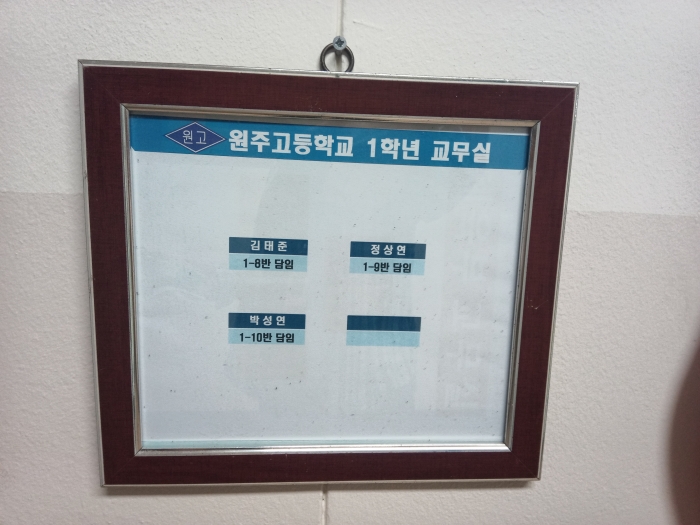 원고 원주고등학교 1학년 교무실
김태준 정상연
1-8반 담임 1-9반 담임
박성연
1-10반 담임